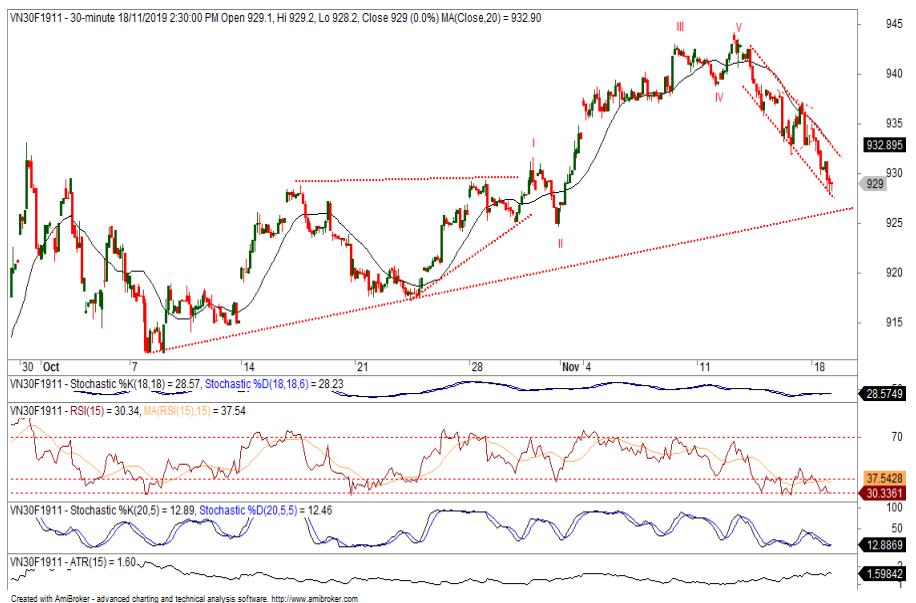 VN30F1911 - 30-minute 18/11/2019 2:30:00 PM Open 929.1, Hi 929.2, Lo 928.2, Close 929 (0.0%) MA(Close,20) = 932.90
945
III
V
940
IV
935
932.895
I
930
929
925
II
920
915
30 Oct 7 14 21 28 Nov 4 11 18
VN30F1911 - Stochastic %K(18,18) = 28.57, Stochastic %D(18,18,6) = 28.23
28.5749
VN30F1911 - RSI(15) = 30.34, MA(RSI(15),15) = 37.54
70
37.5428
30.3361
VN30F1911 - Stochastic %K(20,5) = 12.89, Stochastic %D(20,5,5) = 12.46
100
50
12.8869
VN30F1911 - ATR(15) = 1.60
1.59842
Created with AmiBroker - advanced charting and technical analysis software. http://www.amibroker.com